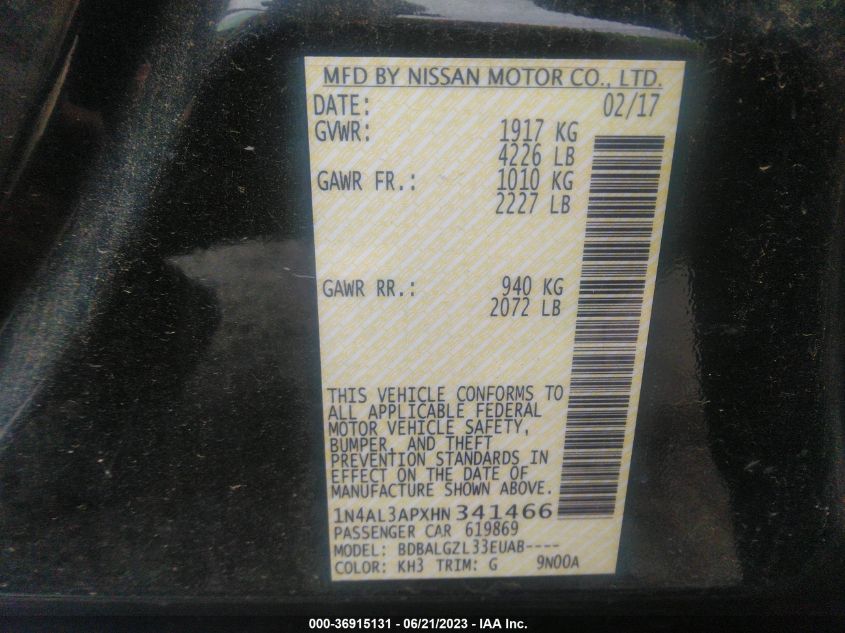 MFD BY NISSAN MOTOR CO., LTD.
DATE: 02/17
GVWR: 1917 KG
4226 LB
GAWR FR.: 1010 KG
2227 LB
GAWR RR.: 940 KG
2072 LB
THIS VEHICLE CONFORMS TO
ALL APPLICABLE FEDERAL
MOTOR VEHICLE SAFETY,
BUMPER, AND THEFT
PREVENTION STANDARDS IN
EFFECT ON THE DATE OF
MANUFACTURE SHOWN ABOVE.
1N4AL3APXHN341466
PASSENGER CAR 619869
MODEL: BDBALGZL33EUAB----
COLOR: KH3 TRIM: G 9N00A
000-36915131 - 06/21/2023 - IAA Inc.